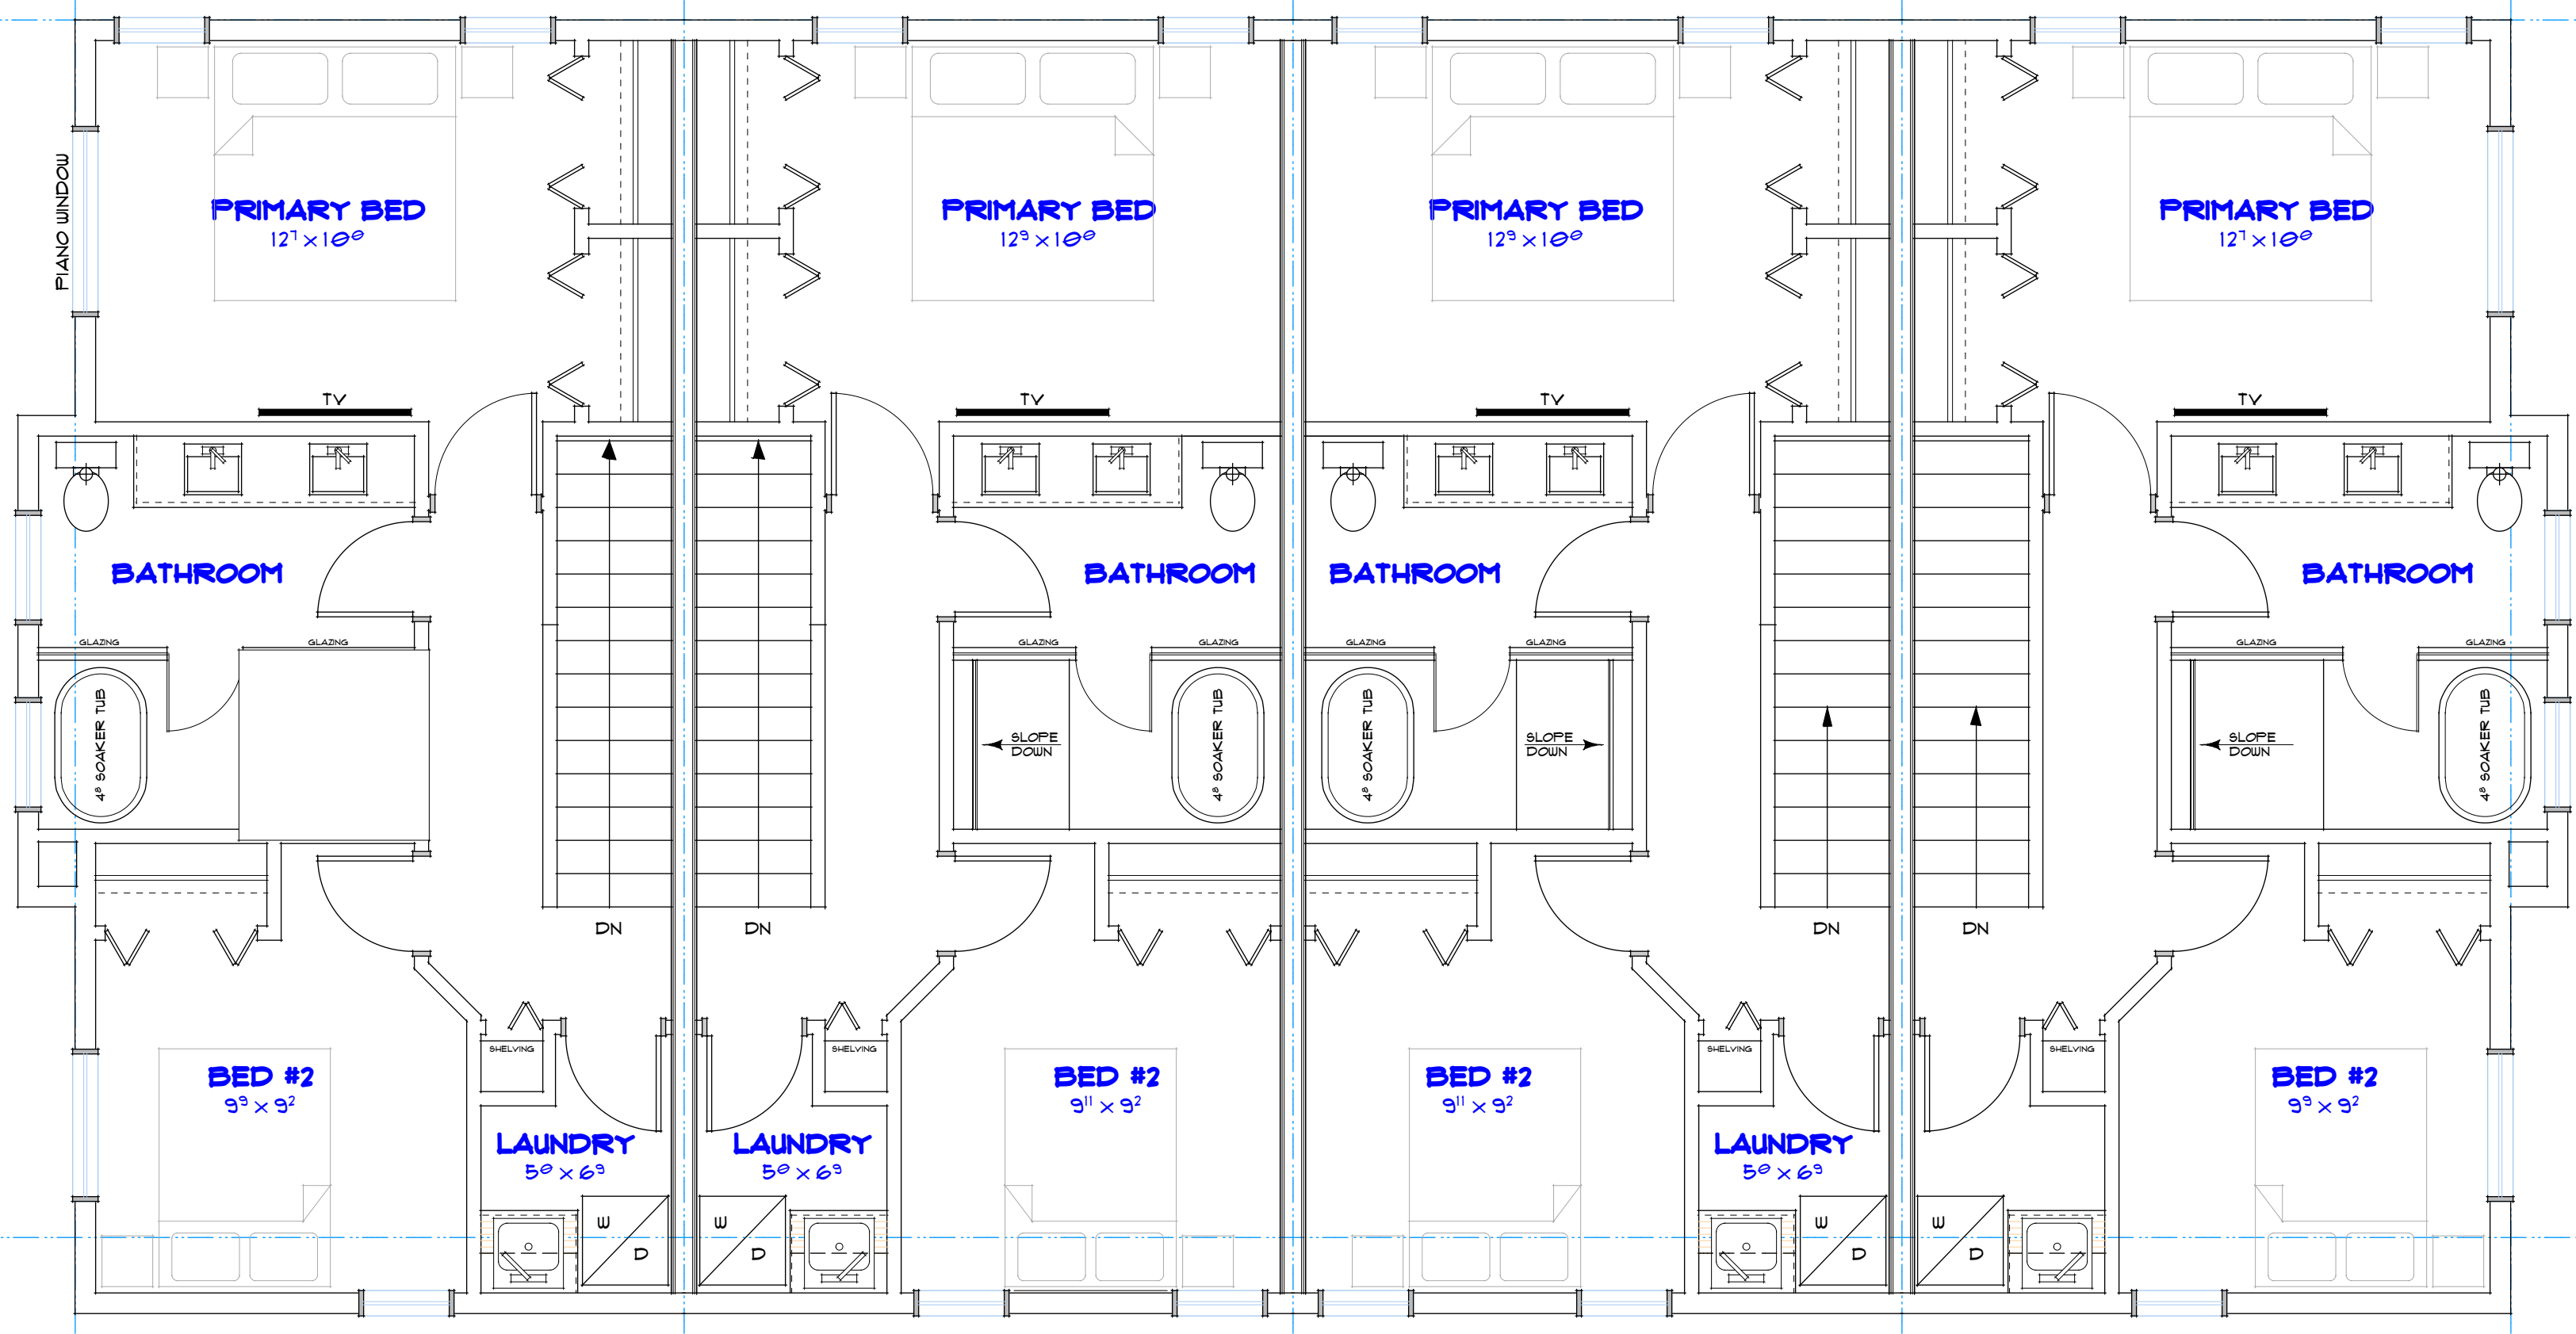 PIANO WINDOW
PRIMARY BED
12⁷ x 10⁰
PRIMARY BED
12⁹ x 10⁰
PRIMARY BED
12⁹ x 10⁰
PRIMARY BED
12⁷ x 10⁰
TV
TV
TV
TV
BATHROOM
BATHROOM
BATHROOM
BATHROOM
GLAZING
GLAZING
GLAZING
GLAZING
GLAZING
GLAZING
GLAZING
GLAZING
4⁸ SOAKER TUB
SLOPE
DOWN
4⁸ SOAKER TUB
4⁸ SOAKER TUB
SLOPE
DOWN
SLOPE
DOWN
4⁸ SOAKER TUB
DN
DN
DN
DN
SHELVING
SHELVING
SHELVING
SHELVING
BED #2
9⁹ x 9²
BED #2
9¹¹ x 9²
BED #2
9¹¹ x 9²
BED #2
9⁹ x 9²
LAUNDRY
5⁰ x 6⁹
LAUNDRY
5⁰ x 6⁹
LAUNDRY
5⁰ x 6⁹
W
D
W
D
W
D
W
D